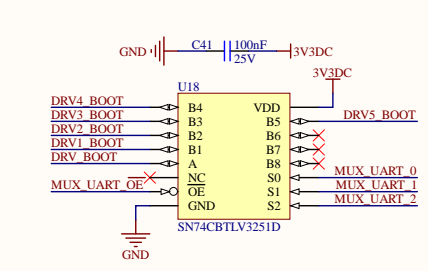 GND C41 100nF 3V3DC
25V
3V3DC
U18
DRV4_BOOT B4 VDD
DRV3_BOOT B3 B5 DRV5_BOOT
DRV2_BOOT B2 B6
DRV1_BOOT B1 B7
DRV_BOOT A B8
NC S0 MUX_UART_0
MUX_UART_OE OE S1 MUX_UART_1
GND S2 MUX_UART_2
SN74CBTLV3251D
GND